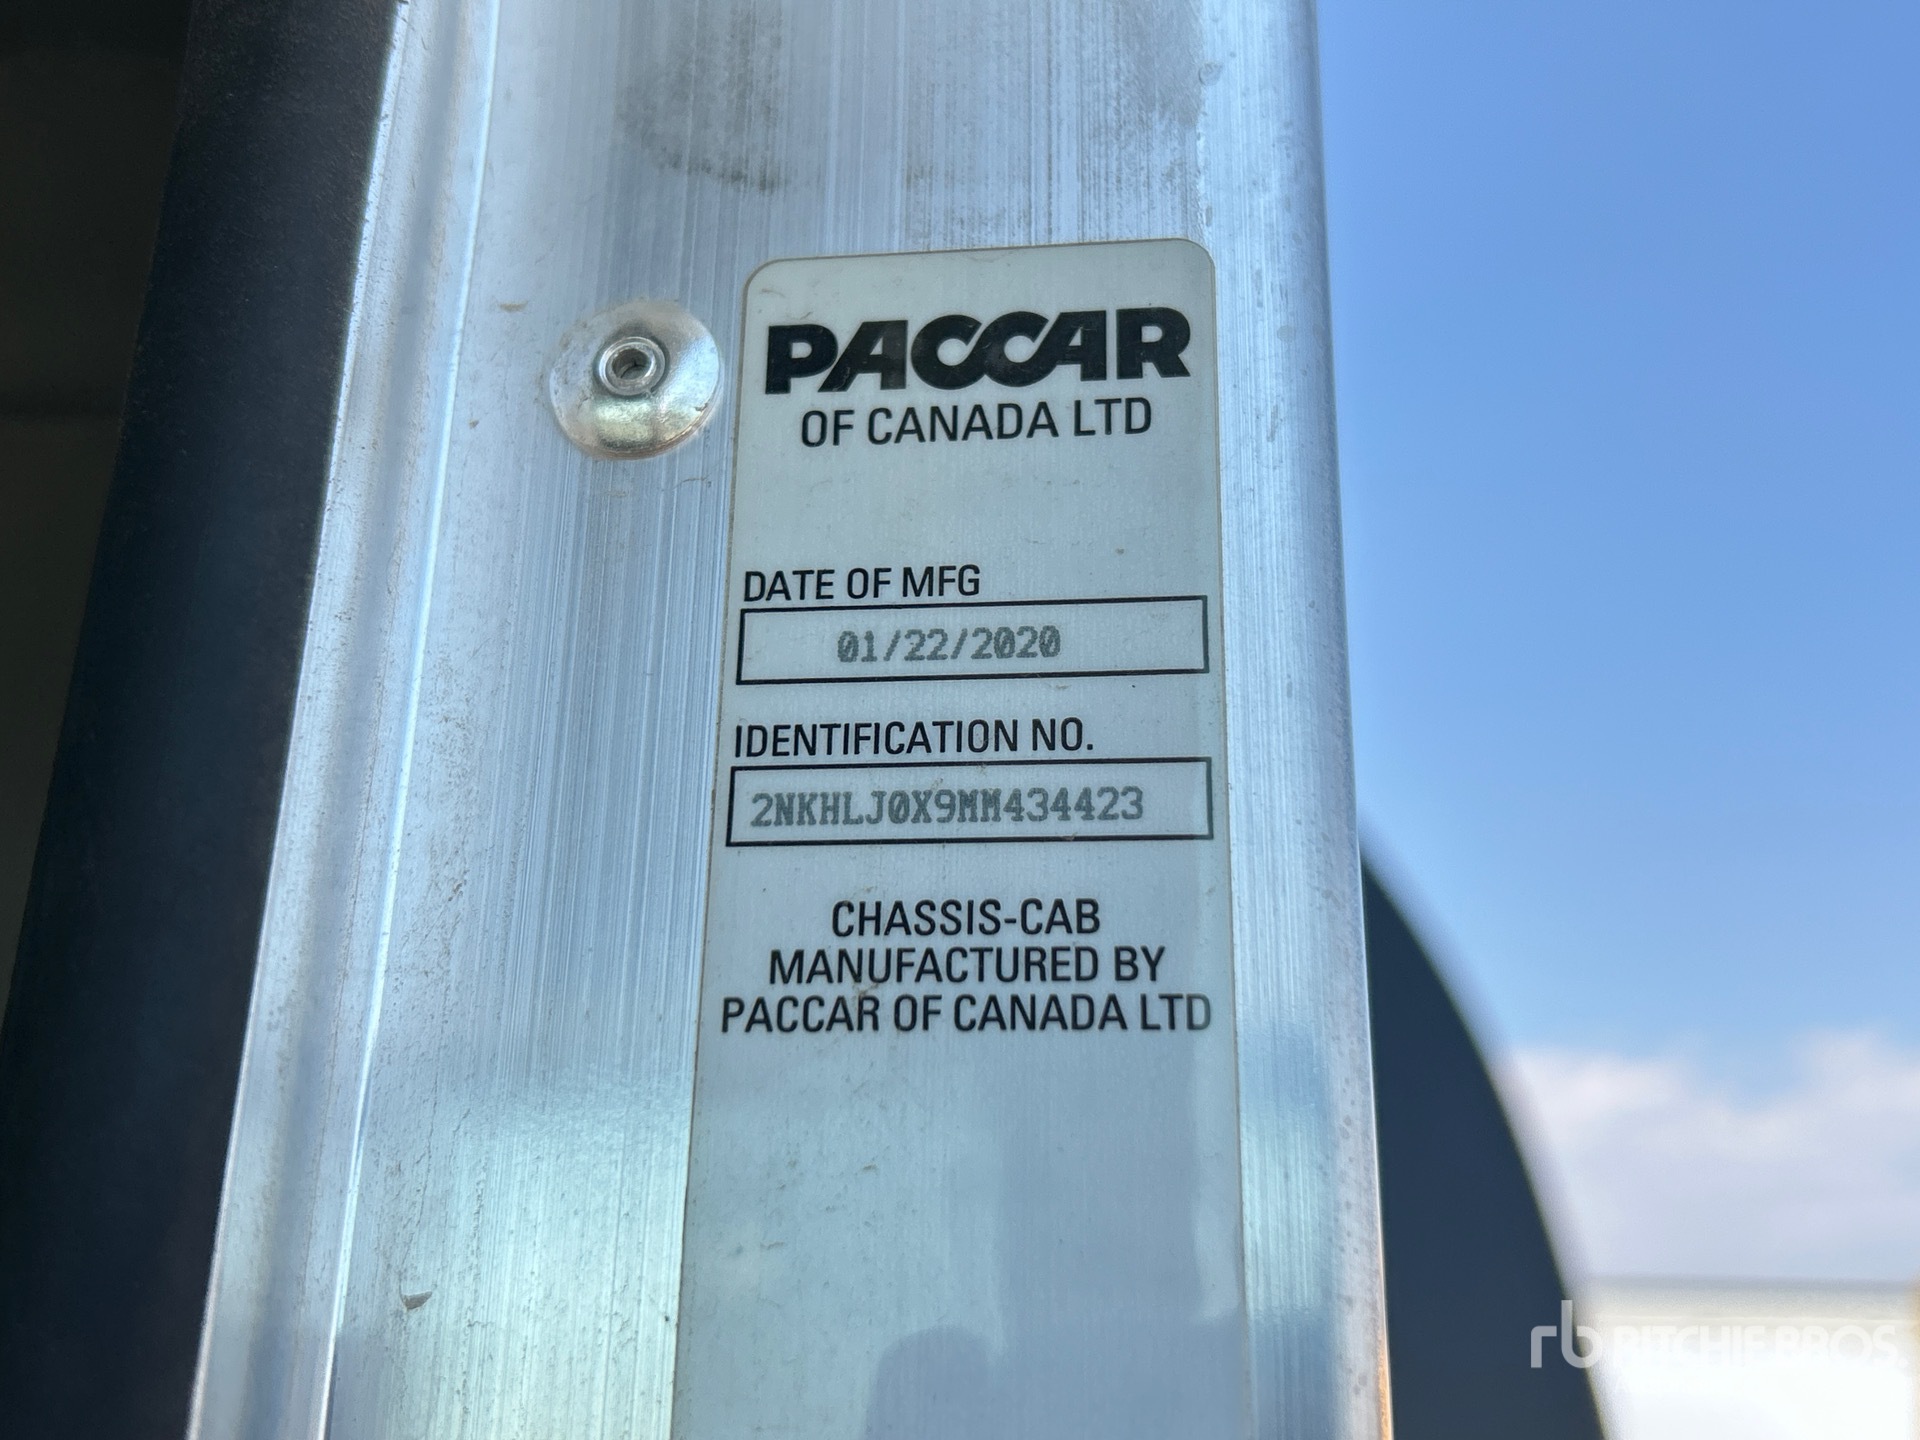 PACCAR
OF CANADA LTD
DATE OF MFG
01/22/2020
IDENTIFICATION NO.
2NKHLJ0X9MM434423
CHASSIS-CAB
MANUFACTURED BY
PACCAR OF CANADA LTD
rb RITCHIE BROS.